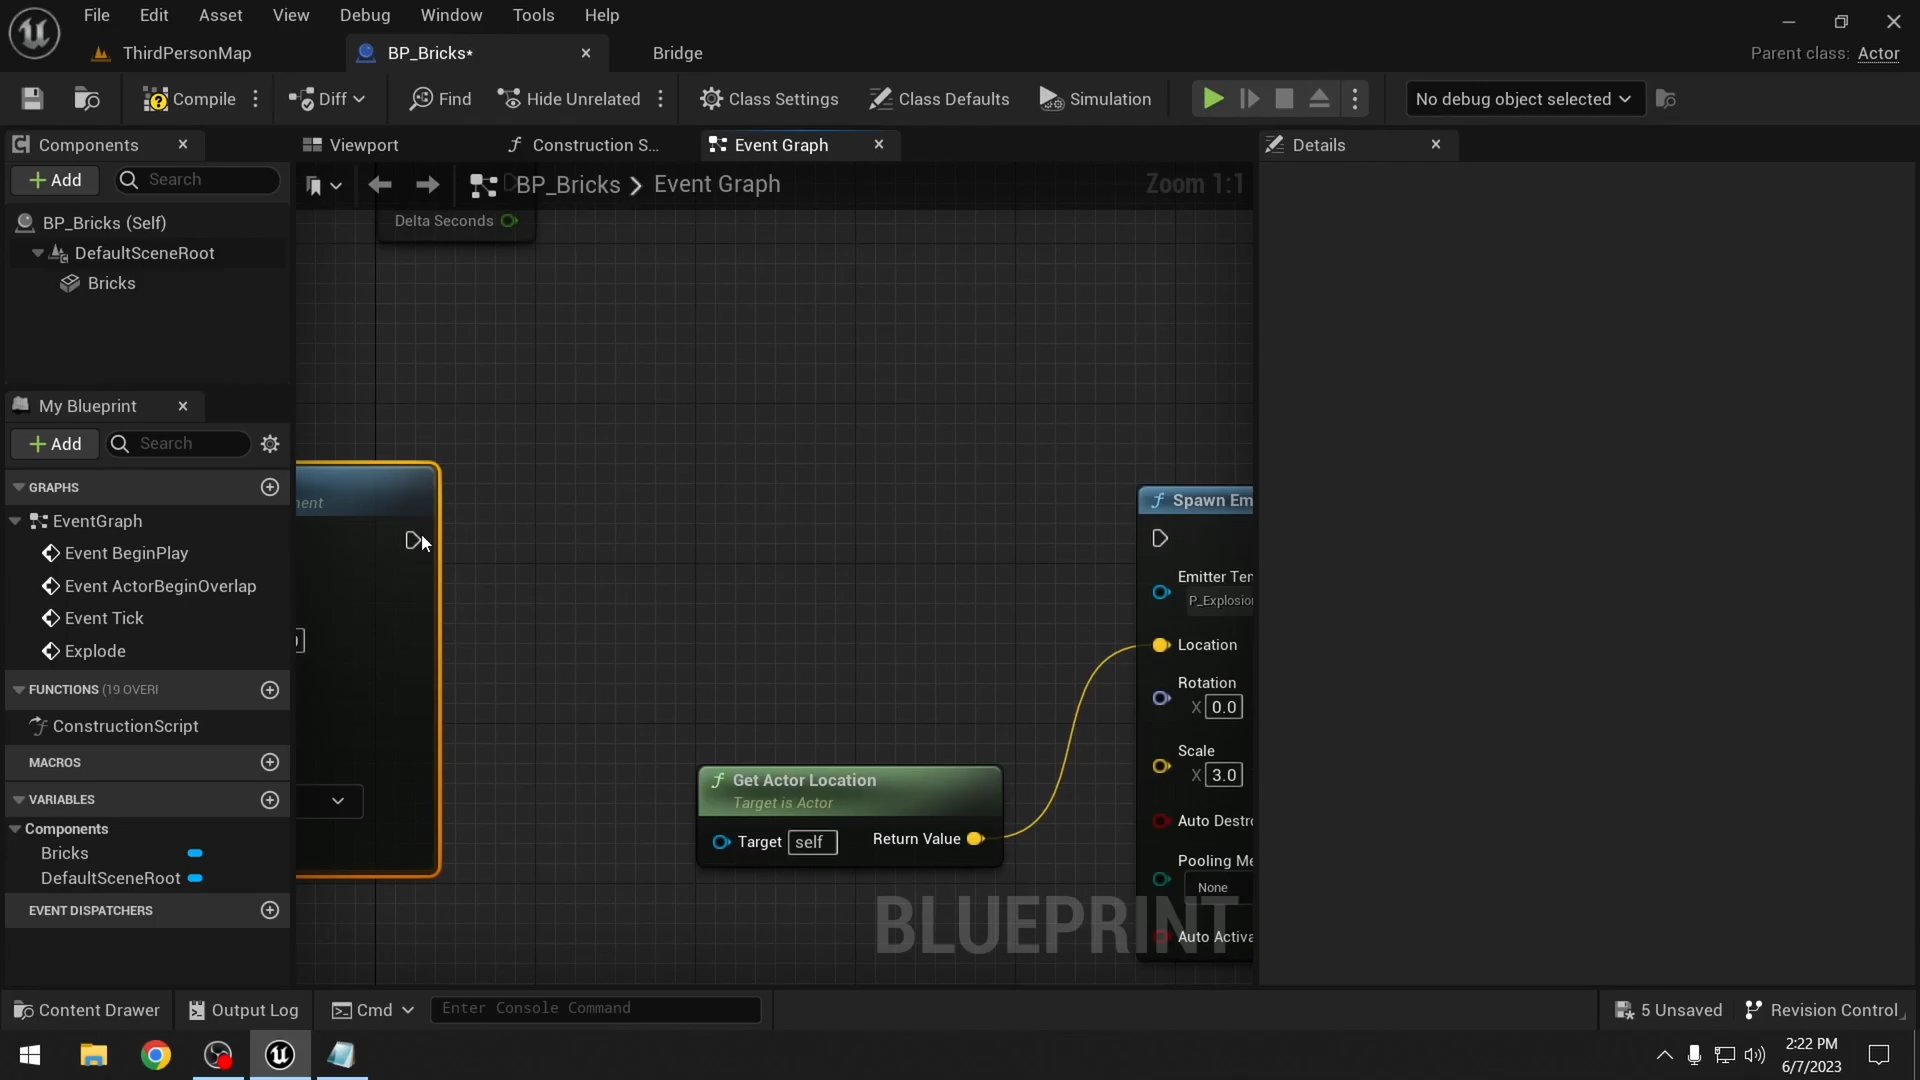 File Edit Asset View Debug Window Tools Help
ThirdPersonMap BP_Bricks* Bridge Parent class: Actor
Compile Diff Find Hide Unrelated Class Settings Class Defaults Simulation No debug object selected
Components Viewport Construction S... Event Graph Details
Add Search
BP_Bricks > Event Graph Zoom 1:1
BP_Bricks (Self)
DefaultSceneRoot
Bricks
Delta Seconds
My Blueprint
Add Search
GRAPHS
EventGraph
Event BeginPlay
Event ActorBeginOverlap
Event Tick
Explode
FUNCTIONS (19 OVERI
ConstructionScript
MACROS
VARIABLES
Components
Bricks
DefaultSceneRoot
EVENT DISPATCHERS
nent
Get Actor Location
Target is Actor
Target self Return Value
Spawn Em
Emitter Ten
P_Explosion
Location
Rotation
X 0.0
Scale
X 3.0
Auto Destro
Pooling Me
None
Auto Activa
BLUEPRINT
Content Drawer Output Log Cmd Enter Console Command 5 Unsaved Revision Control
2:22 PM
6/7/2023